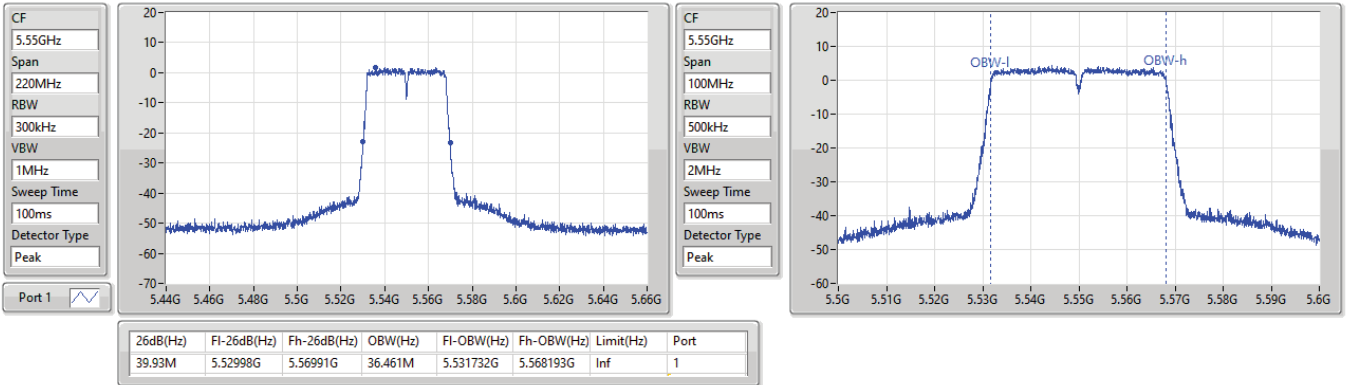 CF
5.55GHz
Span
220MHz
RBW
300kHz
VBW
1MHz
Sweep Time
100ms
Detector Type
Peak
Port 1
20-
10-
0-
-10-
-20-
-30-
-40-
-50-
-60-
-70-
5.44G 5.46G 5.48G 5.5G 5.52G 5.54G 5.56G 5.58G 5.6G 5.62G 5.64G 5.66G
CF
5.55GHz
Span
100MHz
RBW
500kHz
VBW
2MHz
Sweep Time
100ms
Detector Type
Peak
20-
10-
0-
-10-
-20-
-30-
-40-
-50-
-60-
OBW-l OBW-h
5.5G 5.51G 5.52G 5.53G 5.54G 5.55G 5.56G 5.57G 5.58G 5.59G 5.6G
26dB(Hz) Fl-26dB(Hz) Fh-26dB(Hz) OBW(Hz) Fl-OBW(Hz) Fh-OBW(Hz) Limit(Hz) Port
39.93M 5.52998G 5.56991G 36.461M 5.531732G 5.568193G Inf 1